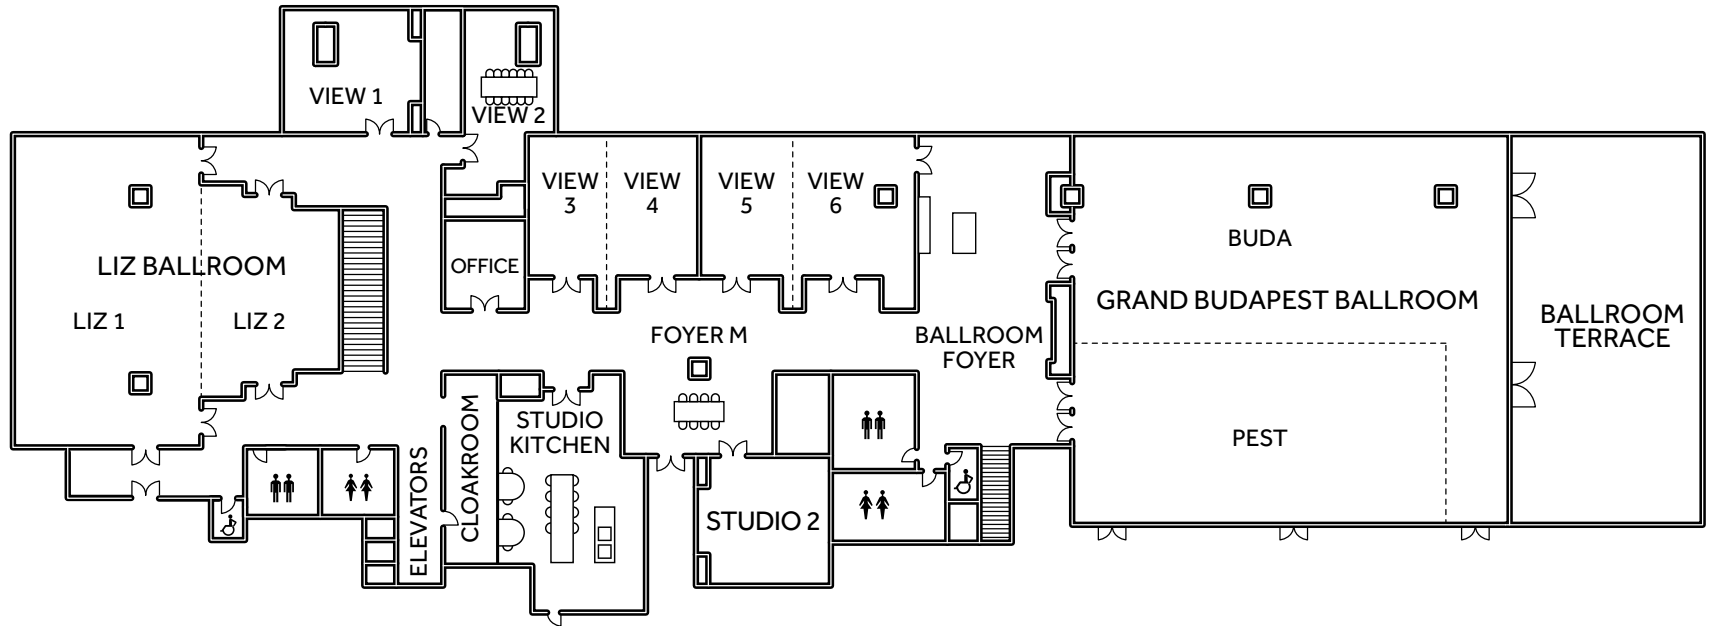 VIEW 1
VIEW 2
VIEW
3
VIEW
4
VIEW
5
VIEW
6
BUDA
LIZ BALLROOM
OFFICE
GRAND BUDAPEST BALLROOM
LIZ 1
LIZ 2
FOYER M
BALLROOM
FOYER
BALLROOM
TERRACE
STUDIO
KITCHEN
PEST
ELEVATORS
CLOAKROOM
STUDIO 2